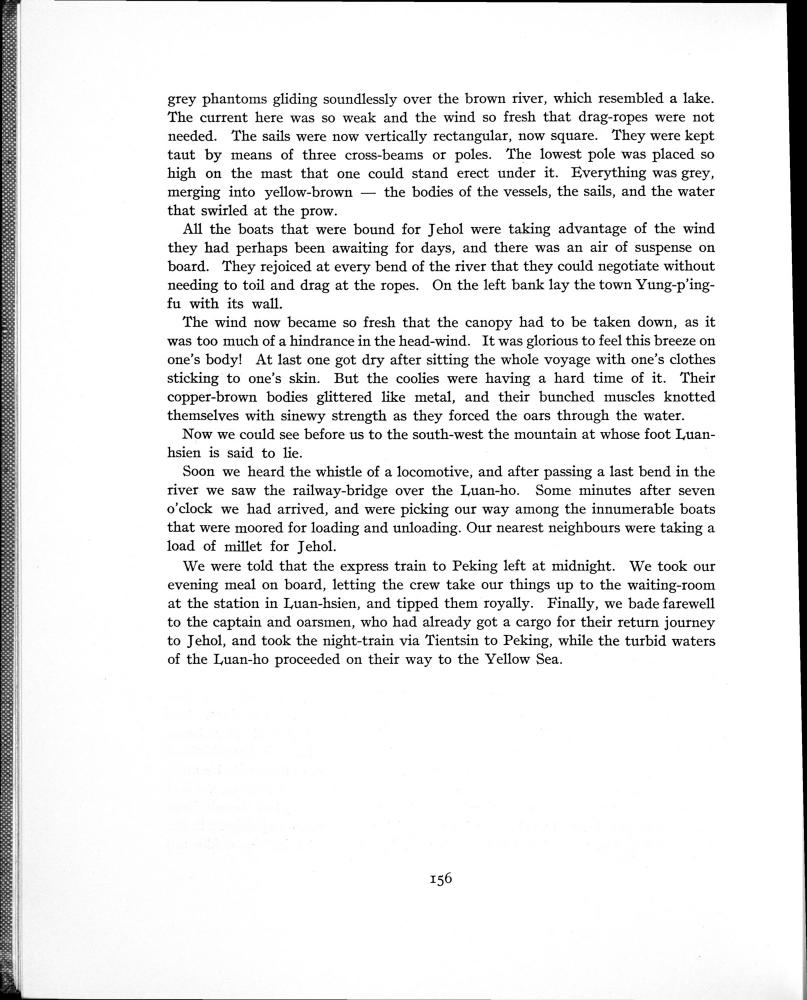 grey phantoms gliding soundlessly over the brown river, which resembled a lake.
The current here was so weak and the wind so fresh that drag-ropes were not
needed. The sails were now vertically rectangular, now square. They were kept
taut by means of three cross-beams or poles. The lowest pole was placed so
high on the mast that one could stand erect under it. Everything was grey,
merging into yellow-brown — the bodies of the vessels, the sails, and the water
that swirled at the prow.
All the boats that were bound for Jehol were taking advantage of the wind
they had perhaps been awaiting for days, and there was an air of suspense on
board. They rejoiced at every bend of the river that they could negotiate without
needing to toil and drag at the ropes. On the left bank lay the town Yung-p'ing-
fu with its wall.
The wind now became so fresh that the canopy had to be taken down, as it
was too much of a hindrance in the head-wind. It was glorious to feel this breeze on
one's body! At last one got dry after sitting the whole voyage with one's clothes
sticking to one's skin. But the coolies were having a hard time of it. Their
copper-brown bodies glittered like metal, and their bunched muscles knotted
themselves with sinewy strength as they forced the oars through the water.
Now we could see before us to the south-west the mountain at whose foot Luan-
hsien is said to lie.
Soon we heard the whistle of a locomotive, and after passing a last bend in the
river we saw the railway-bridge over the Luan-ho. Some minutes after seven
o'clock we had arrived, and were picking our way among the innumerable boats
that were moored for loading and unloading. Our nearest neighbours were taking a
load of millet for Jehol.
We were told that the express train to Peking left at midnight. We took our
evening meal on board, letting the crew take our things up to the waiting-room
at the station in Luan-hsien, and tipped them royally. Finally, we bade farewell
to the captain and oarsmen, who had already got a cargo for their return journey
to Jehol, and took the night-train via Tientsin to Peking, while the turbid waters
of the Luan-ho proceeded on their way to the Yellow Sea.
156